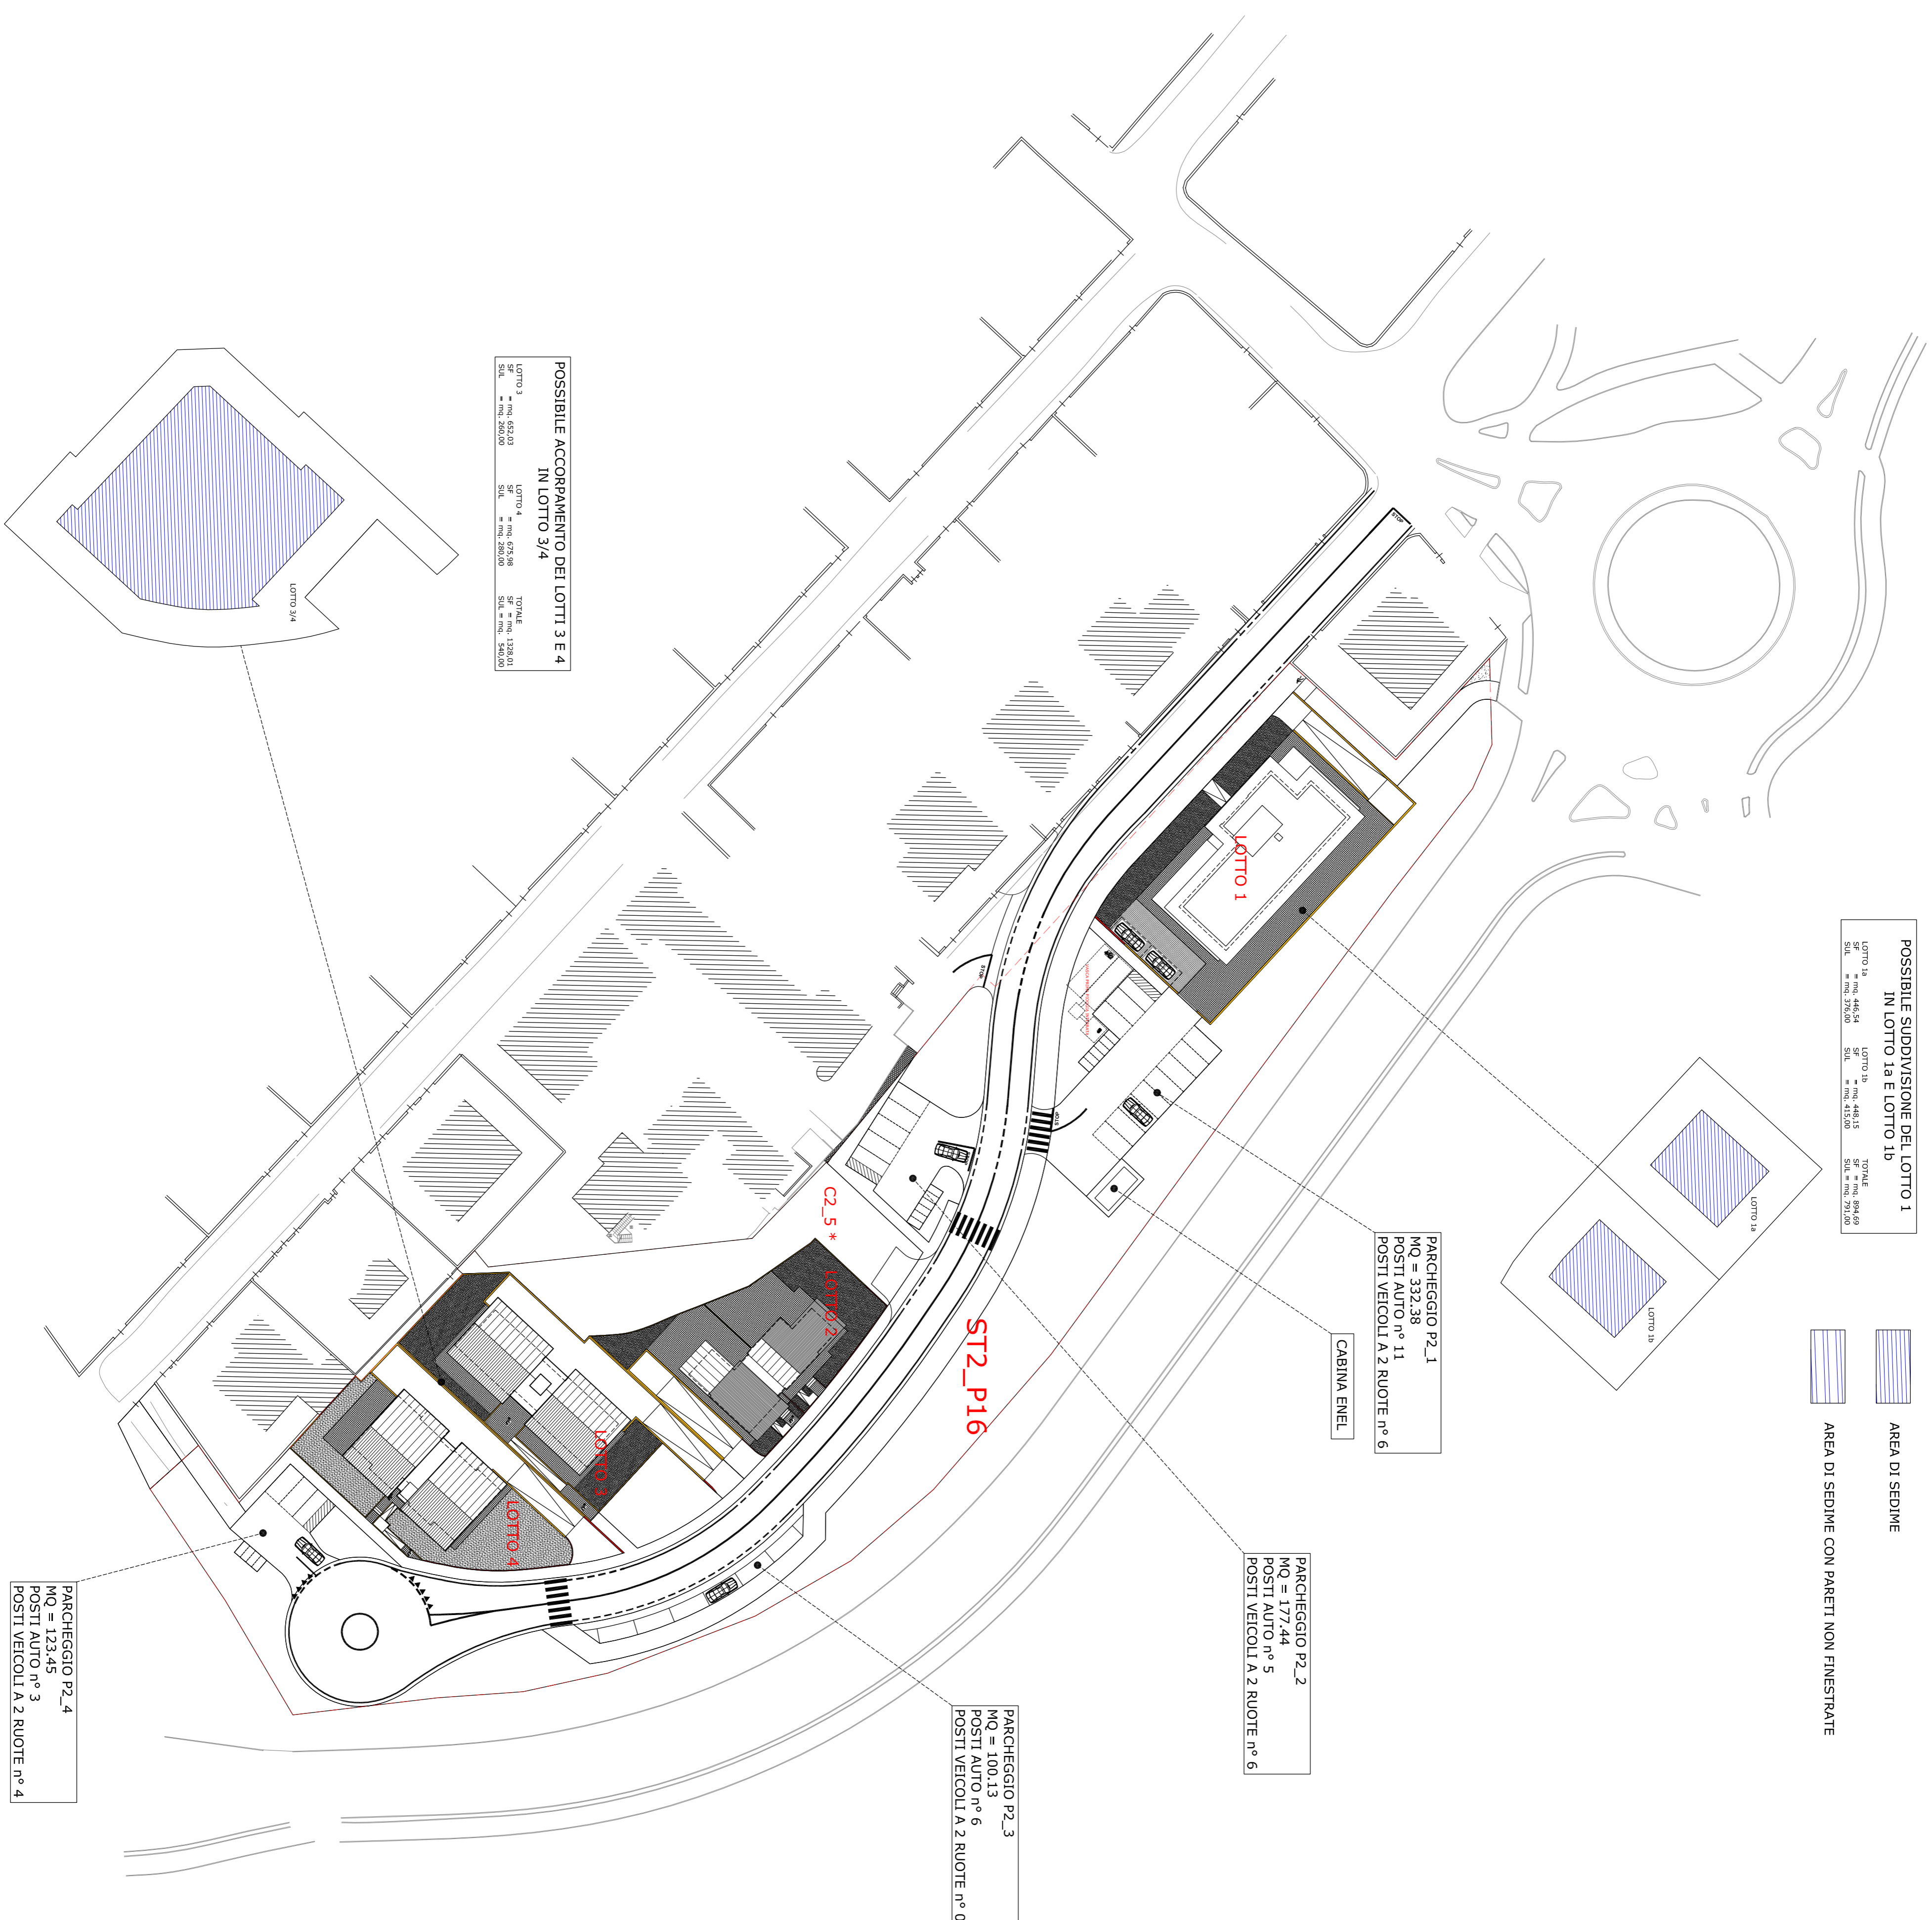 POSSIBILE SUDDIVISIONE DEL LOTTO 1
IN LOTTO 1a E LOTTO 1b
LOTTO 1a
SF = mq. 446,54
SUL = mq. 376,00
LOTTO 1b
SF = mq. 448,15
SUL = mq. 415,00
TOTALE
SF = mq. 894,69
SUL = mq. 791,00
AREA DI SEDIME
AREA DI SEDIME CON PARETI NON FINESTRATE
LOTTO 1a
LOTTO 1b
PARCHEGGIO P2_1
MQ = 332.38
POSTI AUTO n° 11
POSTI VEICOLI A 2 RUOTE n° 6
CABINA ENEL
PARCHEGGIO P2_2
MQ = 177.44
POSTI AUTO n° 5
POSTI VEICOLI A 2 RUOTE n° 6
PARCHEGGIO P2_3
MQ = 100.13
POSTI AUTO n° 6
POSTI VEICOLI A 2 RUOTE n° 0
PARCHEGGIO P2_4
MQ = 123.45
POSTI AUTO n° 3
POSTI VEICOLI A 2 RUOTE n° 4
POSSIBILE ACCORPAMENTO DEI LOTTI 3 E 4
IN LOTTO 3/4
LOTTO 3
SF = mq. 652,03
SUL = mq. 260,00
LOTTO 4
SF = mq. 675,98
SUL = mq. 280,00
TOTALE
SF = mq. 1328,01
SUL = mq. 540,00
LOTTO 3/4
STOP
LOTTO 1
STOP
STOP
ST2_P16
C2_5 *
LOTTO 2
LOTTO 3
LOTTO 4